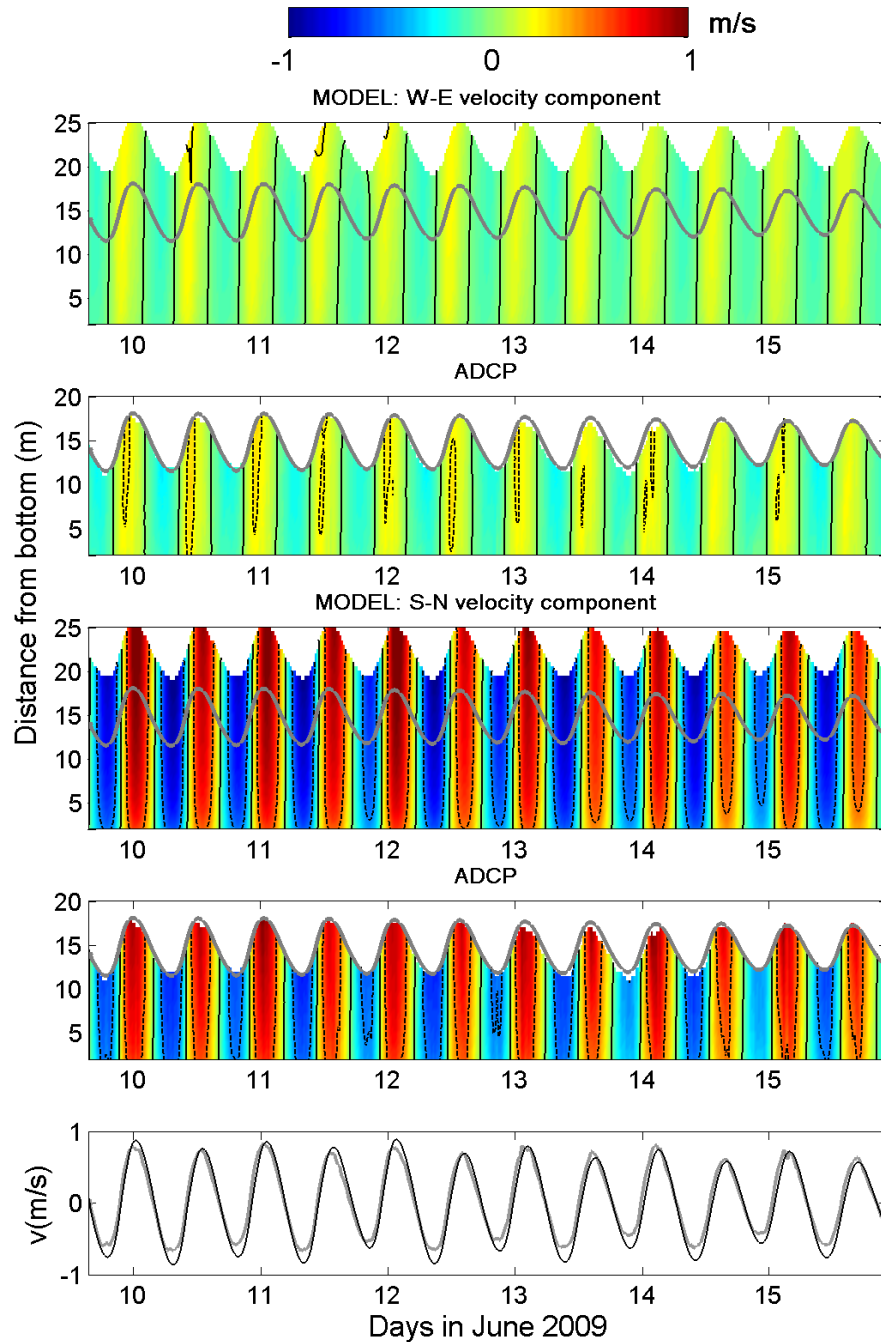 m/s
-1 0 1
MODEL: W-E velocity component
25
20
15
10
5
10 11 12 13 14 15
ADCP
20
15
10
5
10 11 12 13 14 15
MODEL: S-N velocity component
25
20
15
10
5
10 11 12 13 14 15
ADCP
20
15
10
5
10 11 12 13 14 15
Distance from bottom (m)
1
0
-1
v(m/s)
10 11 12 13 14 15
Days in June 2009